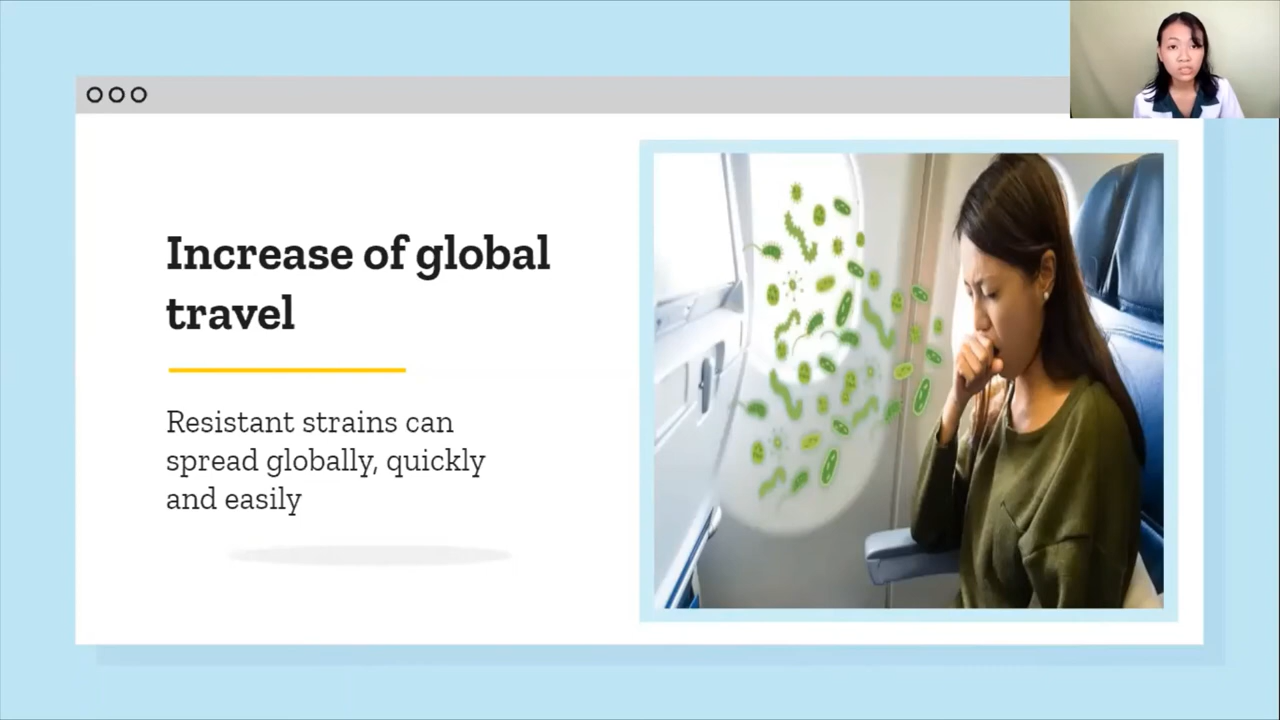 Increase of global
travel
Resistant strains can
spread globally, quickly
and easily